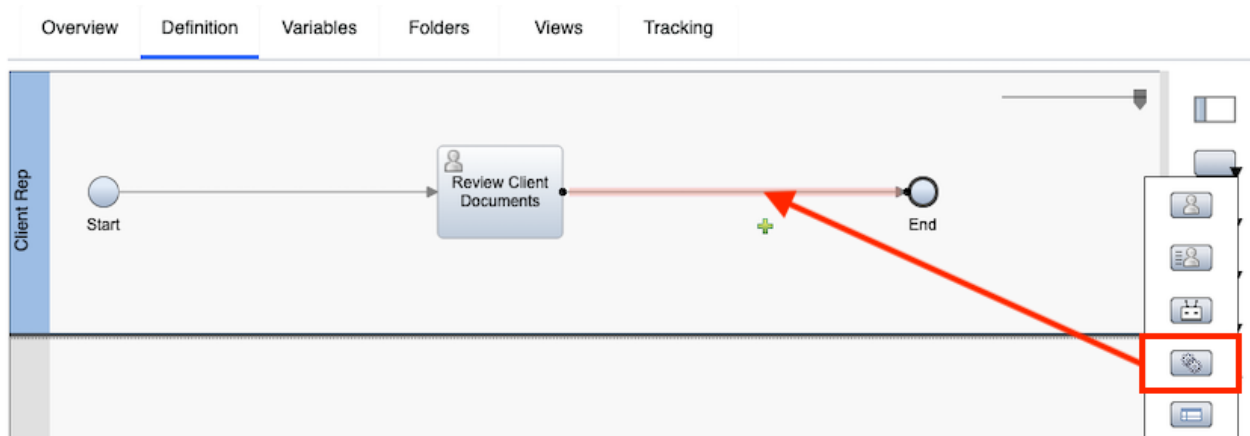 Overview Definition Variables Folders Views Tracking
Client Rep
Start
Review Client
Documents
End